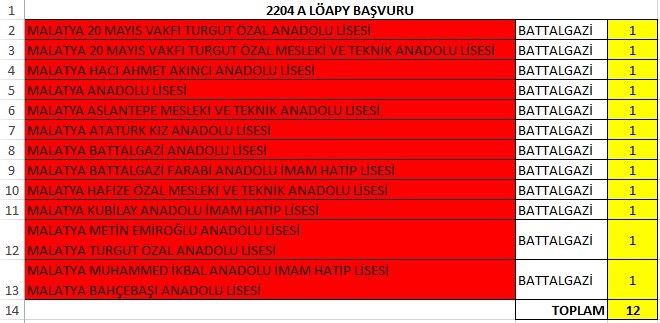 1 2204 A LÖAPY BAŞVURU
2 MALATYA 20 MAYIS VAKFI TURGUT ÖZAL ANADOLU LİSESİ BATTALGAZİ 1
3 MALATYA 20 MAYIS VAKFI TURGUT ÖZAL MESLEKİ VE TEKNİK ANADOLU LİSESİ BATTALGAZİ 1
4 MALATYA HACI AHMET AKINCI ANADOLU LİSESİ BATTALGAZİ 1
5 MALATYA ANADOLU LİSESİ BATTALGAZİ 1
6 MALATYA ASLANTEPE MESLEKİ VE TEKNİK ANADOLU LİSESİ BATTALGAZİ 1
7 MALATYA ATATÜRK KIZ ANADOLU LİSESİ BATTALGAZİ 1
8 MALATYA BATTALGAZİ ANADOLU LİSESİ BATTALGAZİ 1
9 MALATYA BATTALGAZİ FARABİ ANADOLU İMAM HATİP LİSESİ BATTALGAZİ 1
10 MALATYA HAFİZE ÖZAL MESLEKİ VE TEKNİK ANADOLU LİSESİ BATTALGAZİ 1
11 MALATYA KUBİLAY ANADOLU İMAM HATİP LİSESİ BATTALGAZİ 1
MALATYA METİN EMİROĞLU ANADOLU LİSESİ
BATTALGAZİ 1
12 MALATYA TURGUT ÖZAL ANADOLU LİSESİ
MALATYA MUHAMMED İKBAL ANADOLU İMAM HATİP LİSESİ
BATTALGAZİ 1
13 MALATYA BAHÇEBAŞI ANADOLU LİSESİ
14 TOPLAM 12